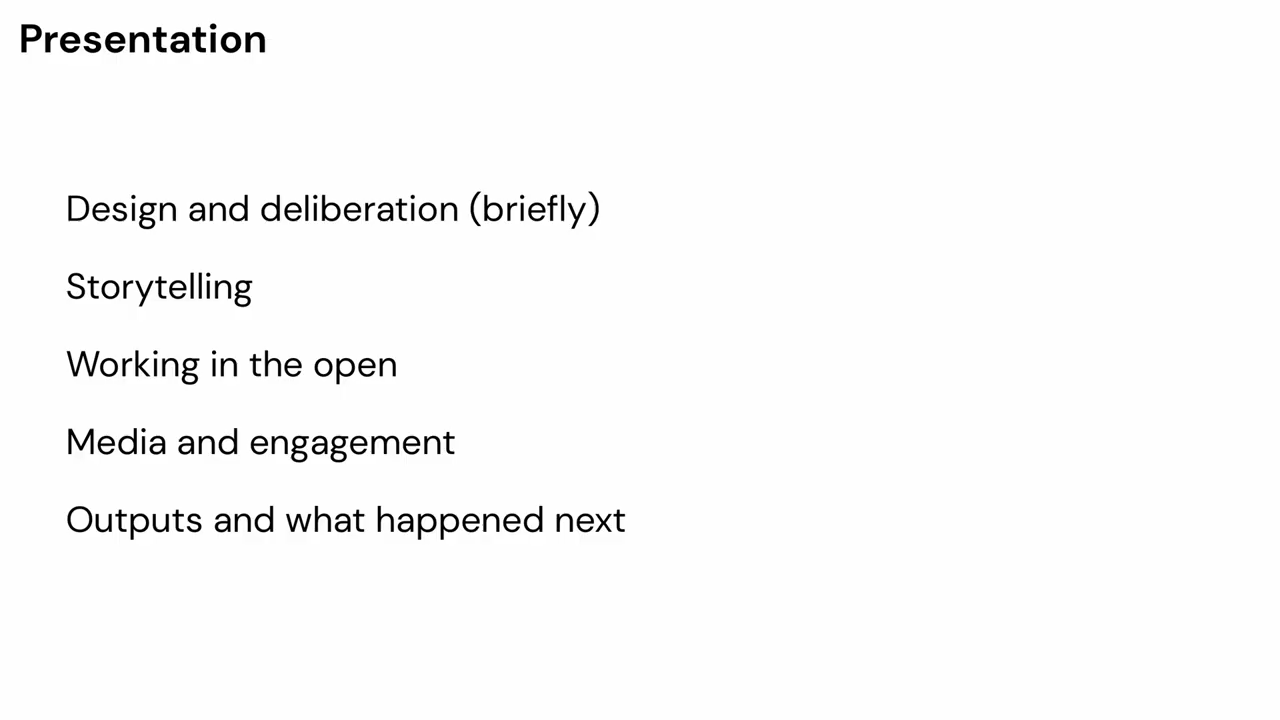 Presentation
Design and deliberation (briefly)
Storytelling
Working in the open
Media and engagement
Outputs and what happened next